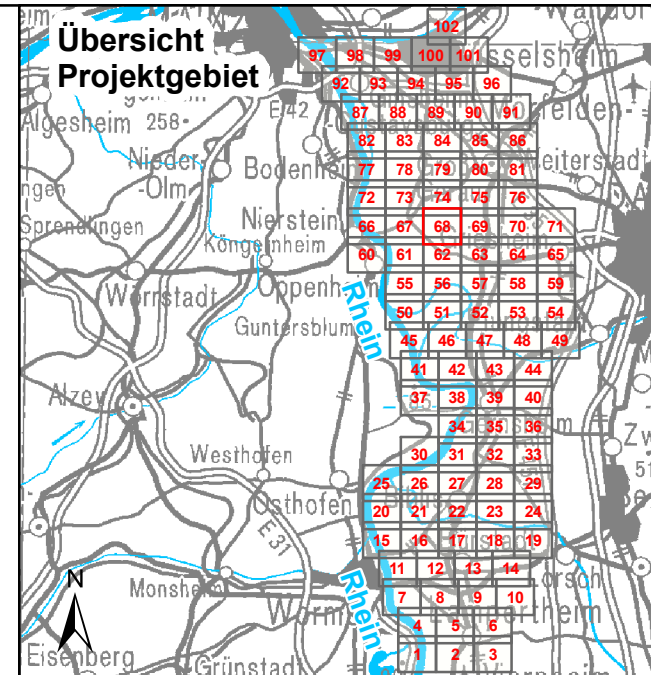 Übersicht
Projektgebiet
102
97 98 99 100 101
sselsheim
92 93 94 95 96
E 42
87 88 89 90 91
Algesheim 258
82 83 84 85 86
Nieder
-Olm
Bodenheim
77 78 79 80 81
Weiterstadt
72 73 74 75 76
Nierstein
66 67 68 69 70 71
Sprendlingen
Köngernheim
60 61 62 63 64 65
Wörrstadt
Oppenheim
55 56 57 58 59
Rhein
50 51 52 53 54
Guntersblum
45 46 47 48 49
41 42 43 44
Alzey
37 38 39 40
34 35 36
Westhofen
30 31 32 33
25 26 27 28 29
Osthofen
20 21 22 23 24
E 31
15 16 17 18 19
11 12 13 14
Lorsch
N
Monsheim
Rhein
7 8 9 10
Worms
4 5 6
Eisenberg
Grünstadt
1 2 3